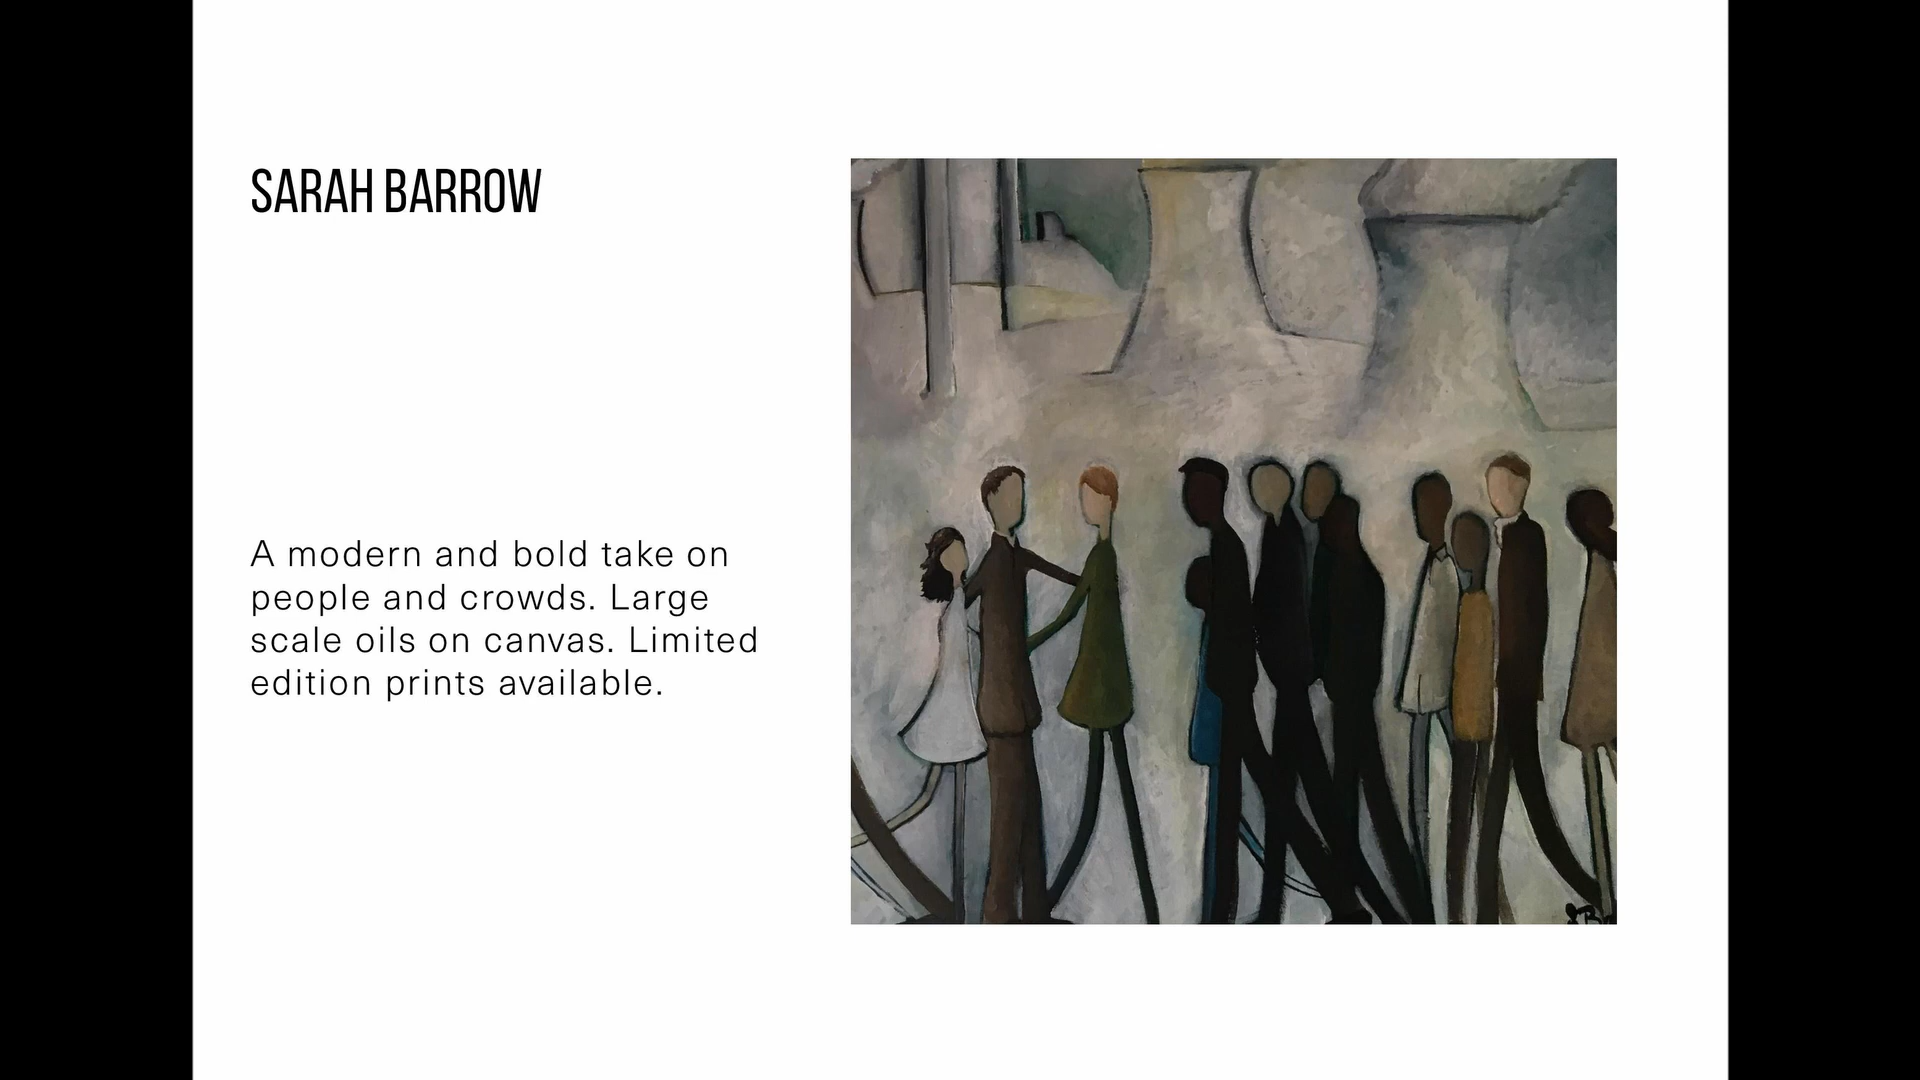 SARAH BARROW
A modern and bold take on
people and crowds. Large
scale oils on canvas. Limited
edition prints available.